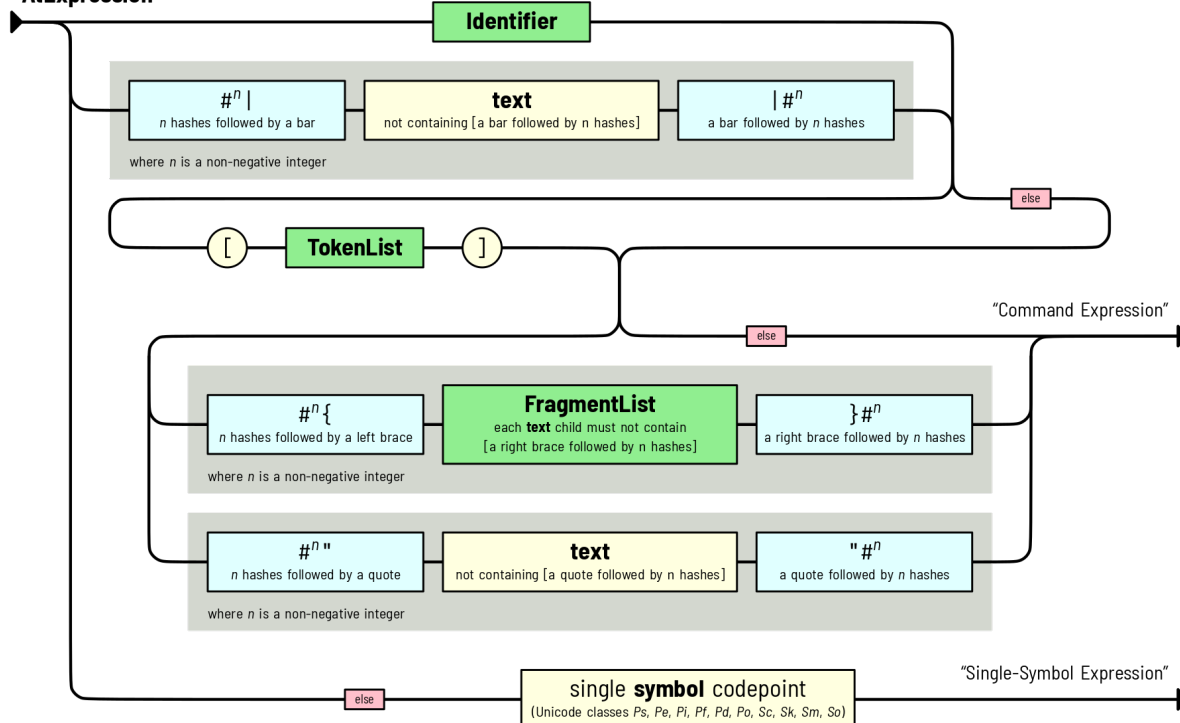 AtExpression
Identifier
#ⁿ|
n hashes followed by a bar
text
not containing [a bar followed by n hashes]
|#ⁿ
a bar followed by n hashes
where n is a non-negative integer
else
[
TokenList
]
“Command Expression”
else
#ⁿ{
n hashes followed by a left brace
FragmentList
each text child must not contain
[a right brace followed by n hashes]
}#ⁿ
a right brace followed by n hashes
where n is a non-negative integer
#ⁿ"
n hashes followed by a quote
text
not containing [a quote followed by n hashes]
"#ⁿ
a quote followed by n hashes
where n is a non-negative integer
“Single-Symbol Expression”
else
single symbol codepoint
(Unicode classes Ps, Pe, Pi, Pf, Pd, Po, Sc, Sk, Sm, So)